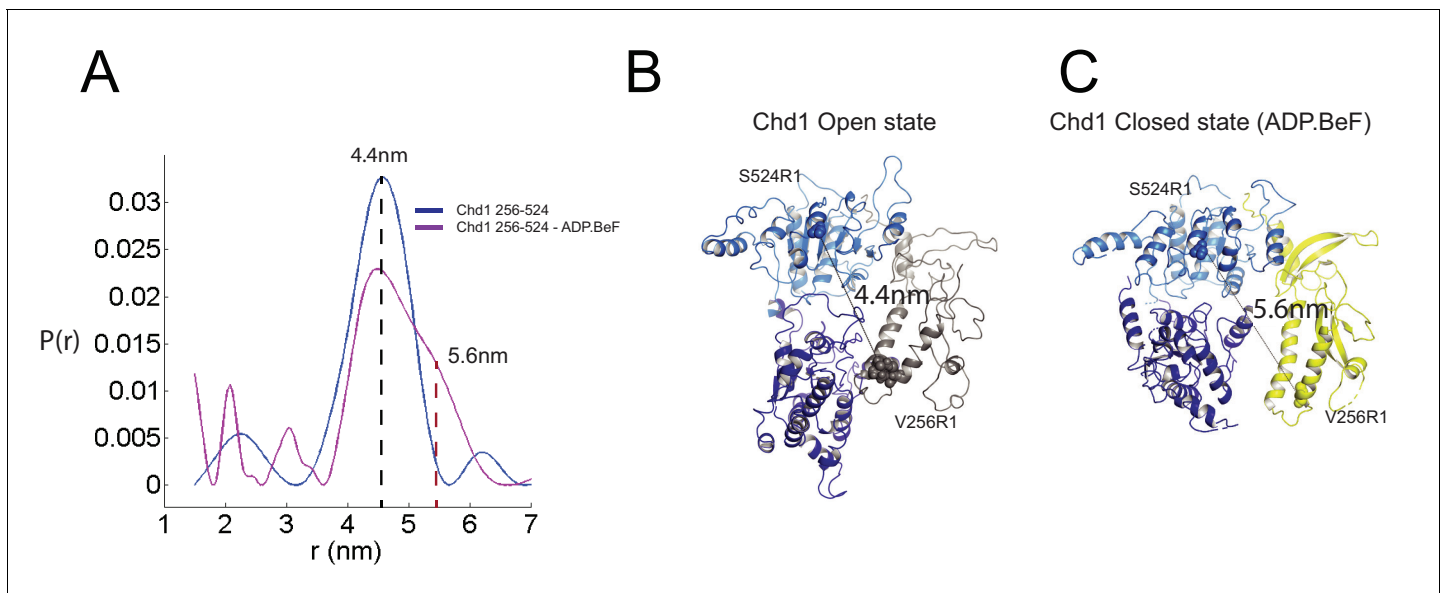 A
4.4nm
0.03
0.025
0.02
0.015
0.01
0.005
0
P(r)
Chd1 256-524
Chd1 256-524 - ADP.BeF
5.6nm
1 2 3 4 5 6 7
r (nm)
B
Chd1 Open state
S524R1
4.4nm
V256R1
C
Chd1 Closed state (ADP.BeF)
S524R1
5.6nm
V256R1